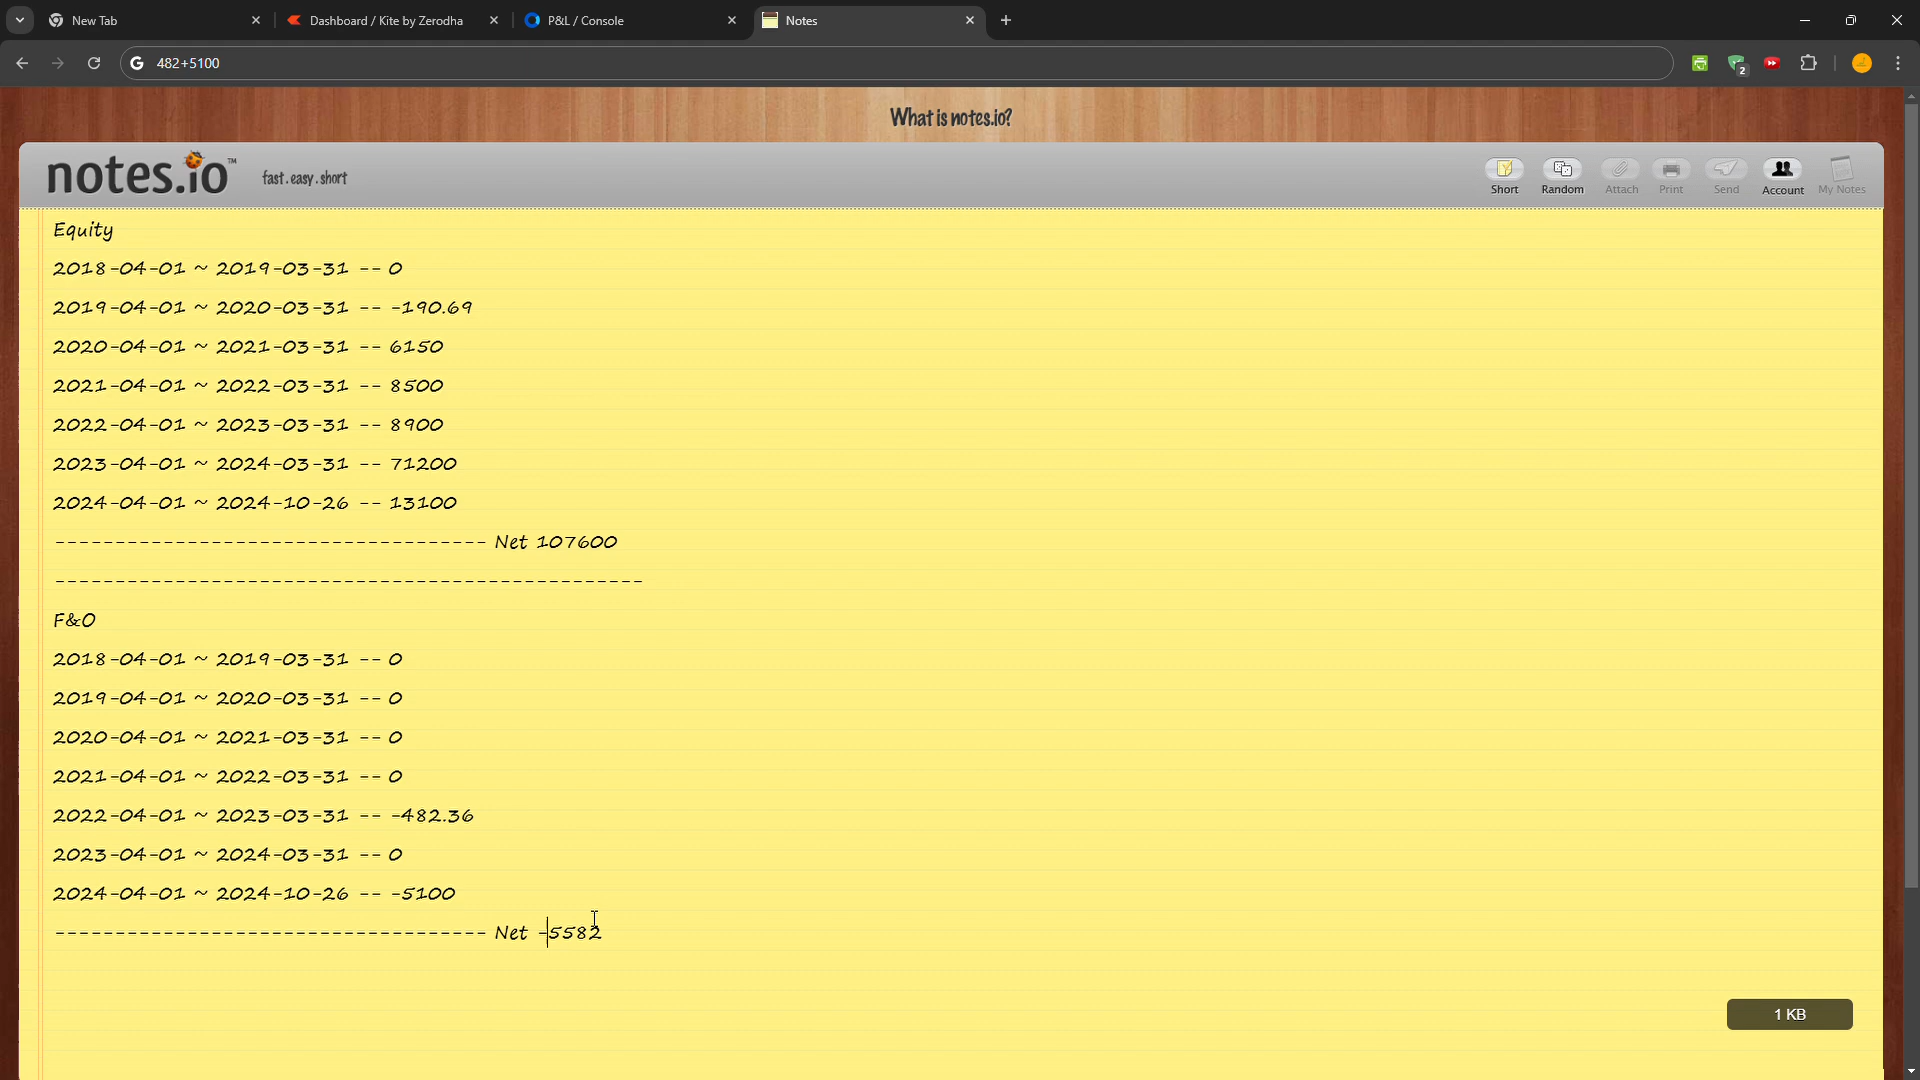 New Tab
Dashboard / Kite by Zerodha
P&L / Console
Notes
482+5100
2
What is notes.io?
notes.io™
fast.easy.short
Short
Random
Attach
Print
Send
Account
My Notes
Equity
2018-04-01 ~ 2019-03-31 -- 0
2019-04-01 ~ 2020-03-31 -- -190.69
2020-04-01 ~ 2021-03-31 -- 6150
2021-04-01 ~ 2022-03-31 -- 8500
2022-04-01 ~ 2023-03-31 -- 8900
2023-04-01 ~ 2024-03-31 -- 71200
2024-04-01 ~ 2024-10-26 -- 13100
------------------------------------ Net 107600
-------------------------------------------------
F&O
2018-04-01 ~ 2019-03-31 -- 0
2019-04-01 ~ 2020-03-31 -- 0
2020-04-01 ~ 2021-03-31 -- 0
2021-04-01 ~ 2022-03-31 -- 0
2022-04-01 ~ 2023-03-31 -- -482.36
2023-04-01 ~ 2024-03-31 -- 0
2024-04-01 ~ 2024-10-26 -- -5100
------------------------------------ Net -5582
1 KB